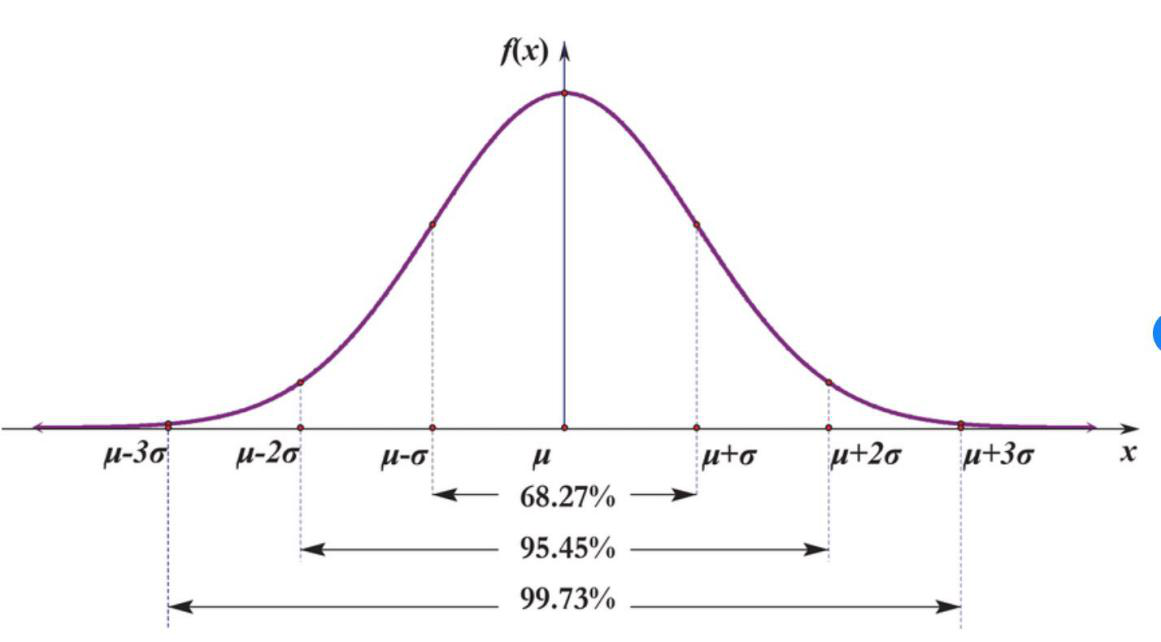 f(x)
μ-3σ μ-2σ μ-σ μ μ+σ μ+2σ μ+3σ x
68.27%
95.45%
99.73%